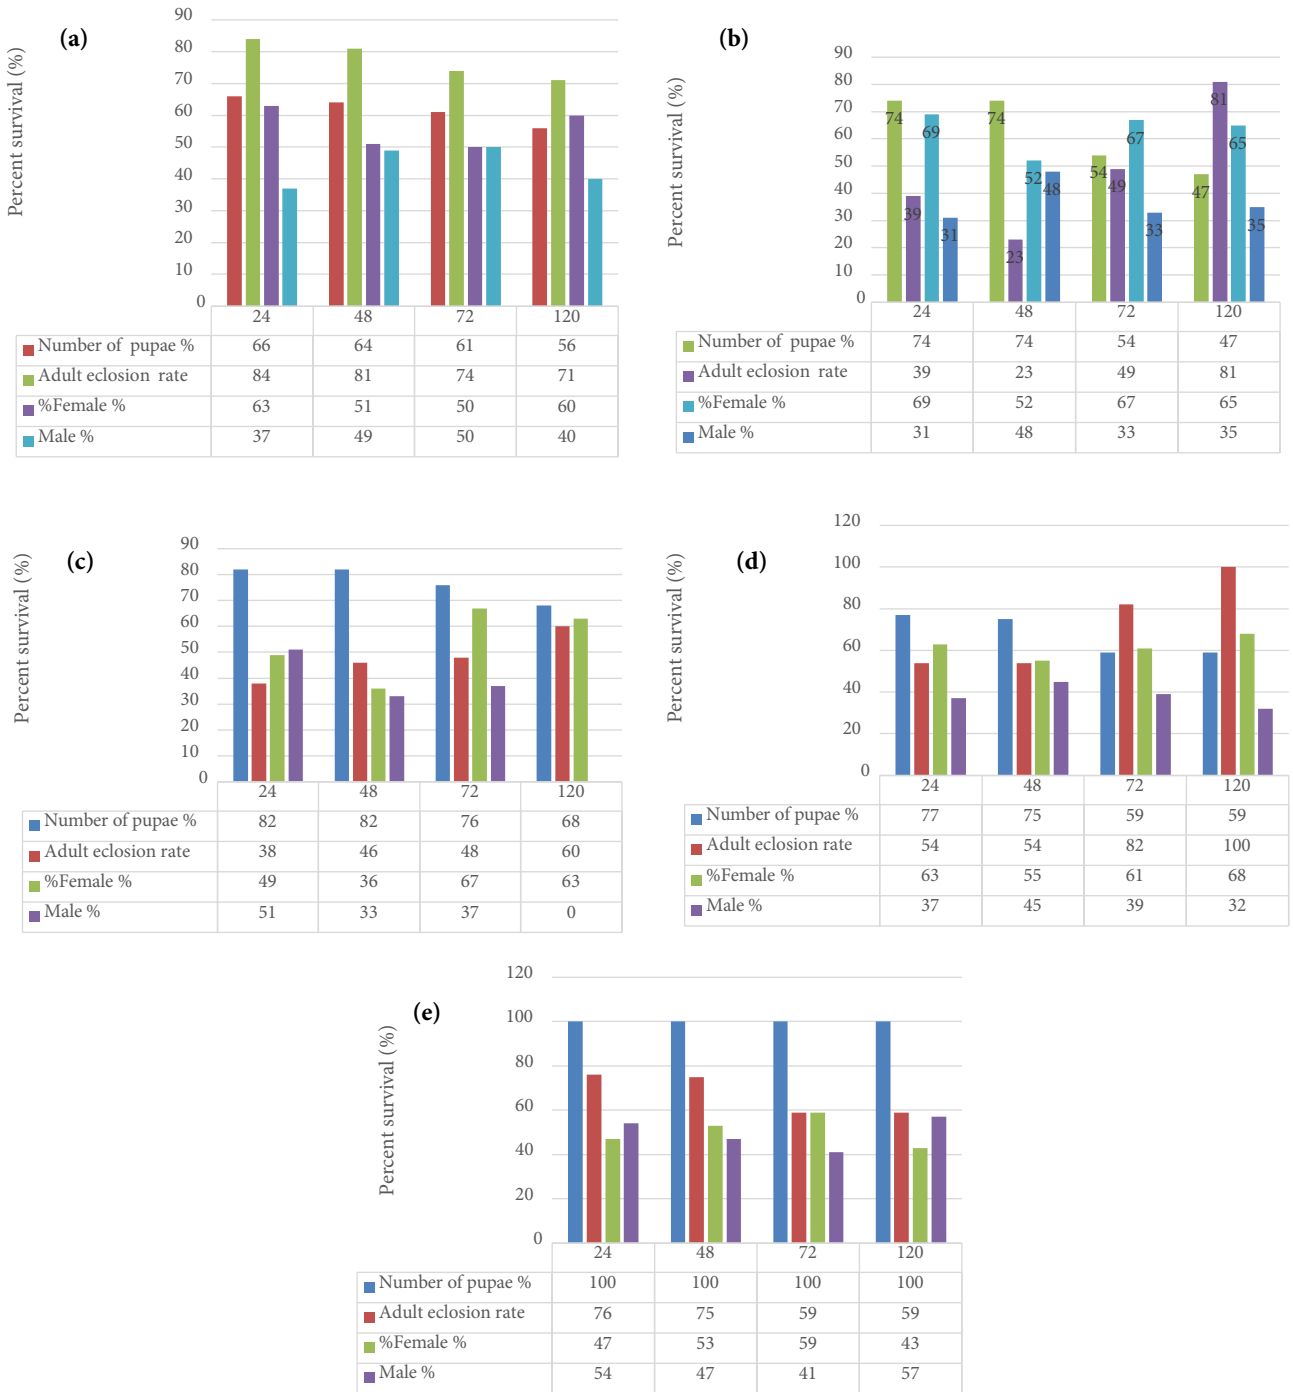 (a)
Percent survival (%)
90
80
70
60
50
40
30
20
10
0
24 48 72 120
Number of pupae % 66 64 61 56
Adult eclosion rate 84 81 74 71
%Female % 63 51 50 60
Male % 37 49 50 40
(b)
Percent survival (%)
90
80
70
60
50
40
30
20
10
0
74 39 69 31
74 23 52 48
54 49 67 33
47 81 65 35
24 48 72 120
Number of pupae % 74 74 54 47
Adult eclosion rate 39 23 49 81
%Female % 69 52 67 65
Male % 31 48 33 35
(c)
Percent survival (%)
90
80
70
60
50
40
30
20
10
0
24 48 72 120
Number of pupae % 82 82 76 68
Adult eclosion rate 38 46 48 60
%Female % 49 36 67 63
Male % 51 33 37 0
(d)
Percent survival (%)
120
100
80
60
40
20
0
24 48 72 120
Number of pupae % 77 75 59 59
Adult eclosion rate 54 54 82 100
%Female % 63 55 61 68
Male % 37 45 39 32
(e)
Percent survival (%)
120
100
80
60
40
20
0
24 48 72 120
Number of pupae % 100 100 100 100
Adult eclosion rate 76 75 59 59
%Female % 47 53 59 43
Male % 54 47 41 57